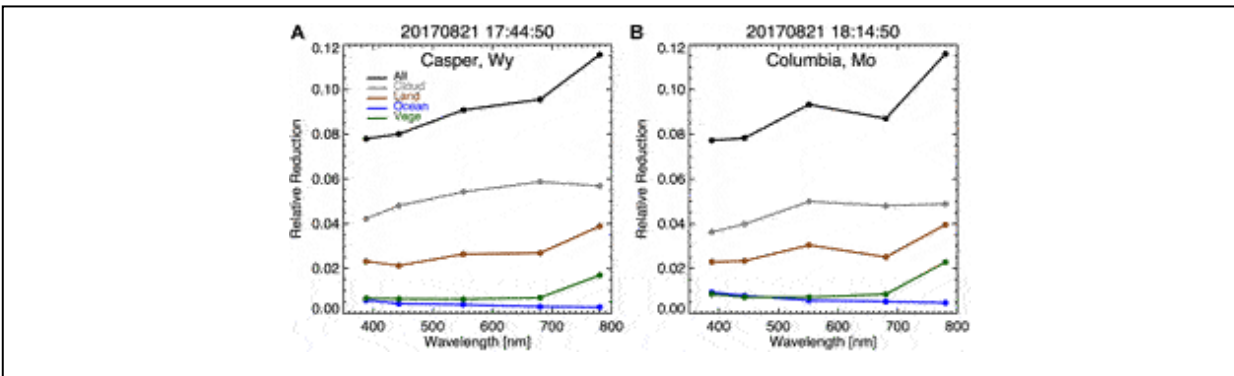 A 20170821 17:44:50
Casper, Wy
All
Cloud
Land
Ocean
Vege
Relative Reduction
0.12
0.10
0.08
0.06
0.04
0.02
0.00
400 500 600 700 800
Wavelength [nm]
B 20170821 18:14:50
Columbia, Mo
Relative Reduction
0.12
0.10
0.08
0.06
0.04
0.02
0.00
400 500 600 700 800
Wavelength [nm]